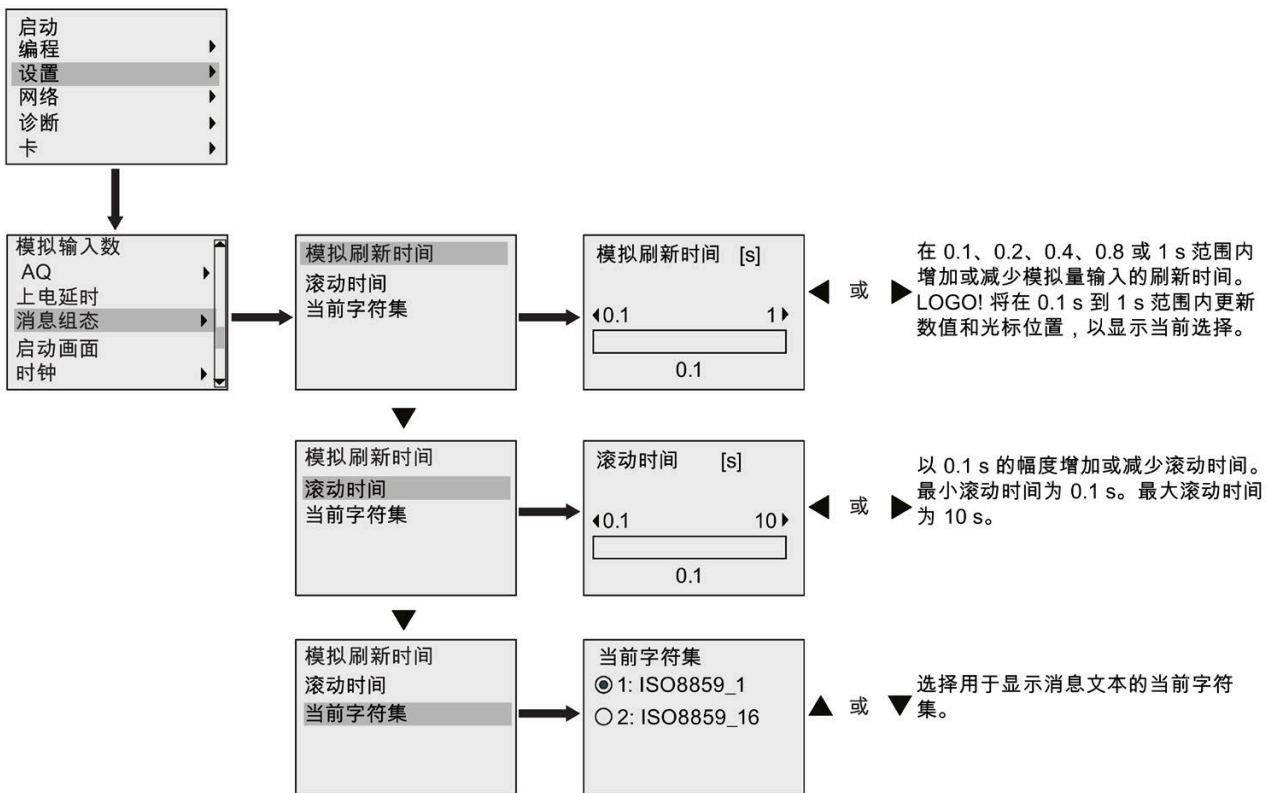 启动
编程
设置
网络
诊断
卡
模拟输入数
AQ
上电延时
消息组态
启动画面
时钟
模拟刷新时间
滚动时间
当前字符集
模拟刷新时间 [s]
0.1 1
0.1
或
在 0.1、0.2、0.4、0.8 或 1 s 范围内
增加或减少模拟量输入的刷新时间。
LOGO! 将在 0.1 s 到 1 s 范围内更新
数值和光标位置，以显示当前选择。
模拟刷新时间
滚动时间
当前字符集
滚动时间 [s]
0.1 10
0.1
或
以 0.1 s 的幅度增加或减少滚动时间。
最小滚动时间为 0.1 s。最大滚动时间
为 10 s。
模拟刷新时间
滚动时间
当前字符集
当前字符集
1: ISO8859_1
2: ISO8859_16
或
选择用于显示消息文本的当前字符
集。